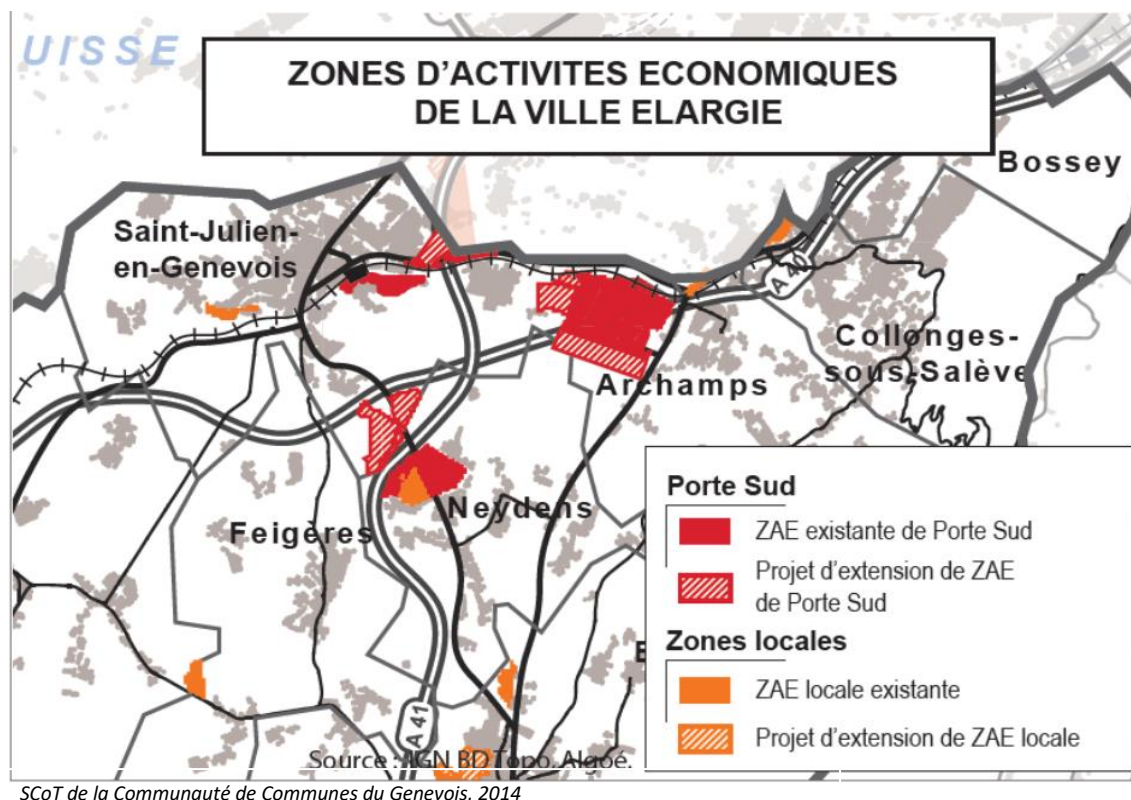 UISSE
ZONES D'ACTIVITES ECONOMIQUES
DE LA VILLE ELARGIE
Bossey
Saint-Julien-
en-Genevois
A 40
Collonges-
sous-Salève
Archamps
Neydens
Feigères
Porte Sud
ZAE existante de Porte Sud
Projet d'extension de ZAE
de Porte Sud
Zones locales
ZAE locale existante
Projet d'extension de ZAE locale
A 41
Source : IGN BD Topo, Algoé.
SCoT de la Communauté de Communes du Genevois, 2014